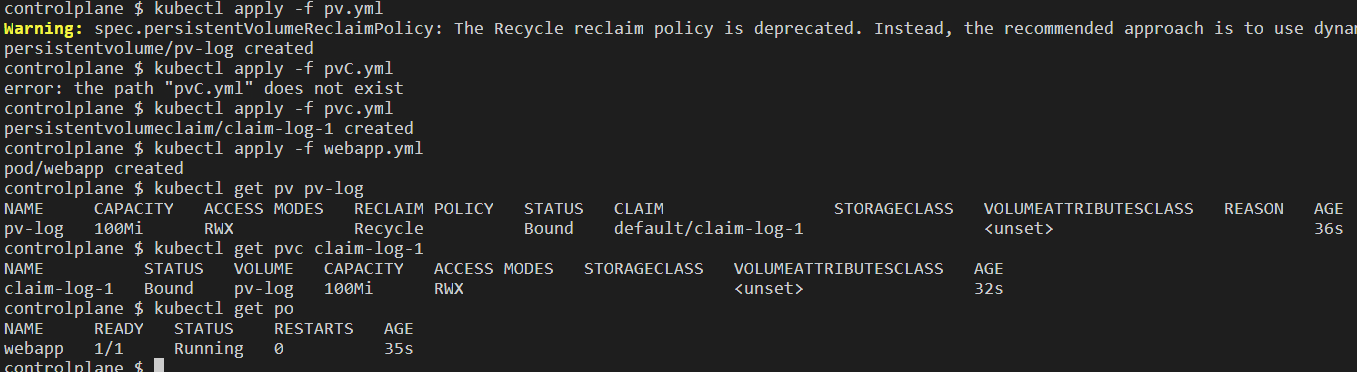 controlplane $ kubectl apply -f pv.yml
Warning: spec.persistentVolumeReclaimPolicy: The Recycle reclaim policy is deprecated. Instead, the recommended approach is to use dyna
persistentvolume/pv-log created
controlplane $ kubectl apply -f pvC.yml
error: the path "pvC.yml" does not exist
controlplane $ kubectl apply -f pvc.yml
persistentvolumeclaim/claim-log-1 created
controlplane $ kubectl apply -f webapp.yml
pod/webapp created
controlplane $ kubectl get pv pv-log
NAME     CAPACITY   ACCESS MODES   RECLAIM POLICY   STATUS   CLAIM                 STORAGECLASS   VOLUMEATTRIBUTESCLASS   REASON   AGE
pv-log   100Mi      RWX            Recycle          Bound    default/claim-log-1                  <unset>                          36s
controlplane $ kubectl get pvc claim-log-1
NAME          STATUS   VOLUME   CAPACITY   ACCESS MODES   STORAGECLASS   VOLUMEATTRIBUTESCLASS   AGE
claim-log-1   Bound    pv-log   100Mi      RWX                           <unset>                 32s
controlplane $ kubectl get po
NAME     READY   STATUS    RESTARTS   AGE
webapp   1/1     Running   0          35s
controlplane $